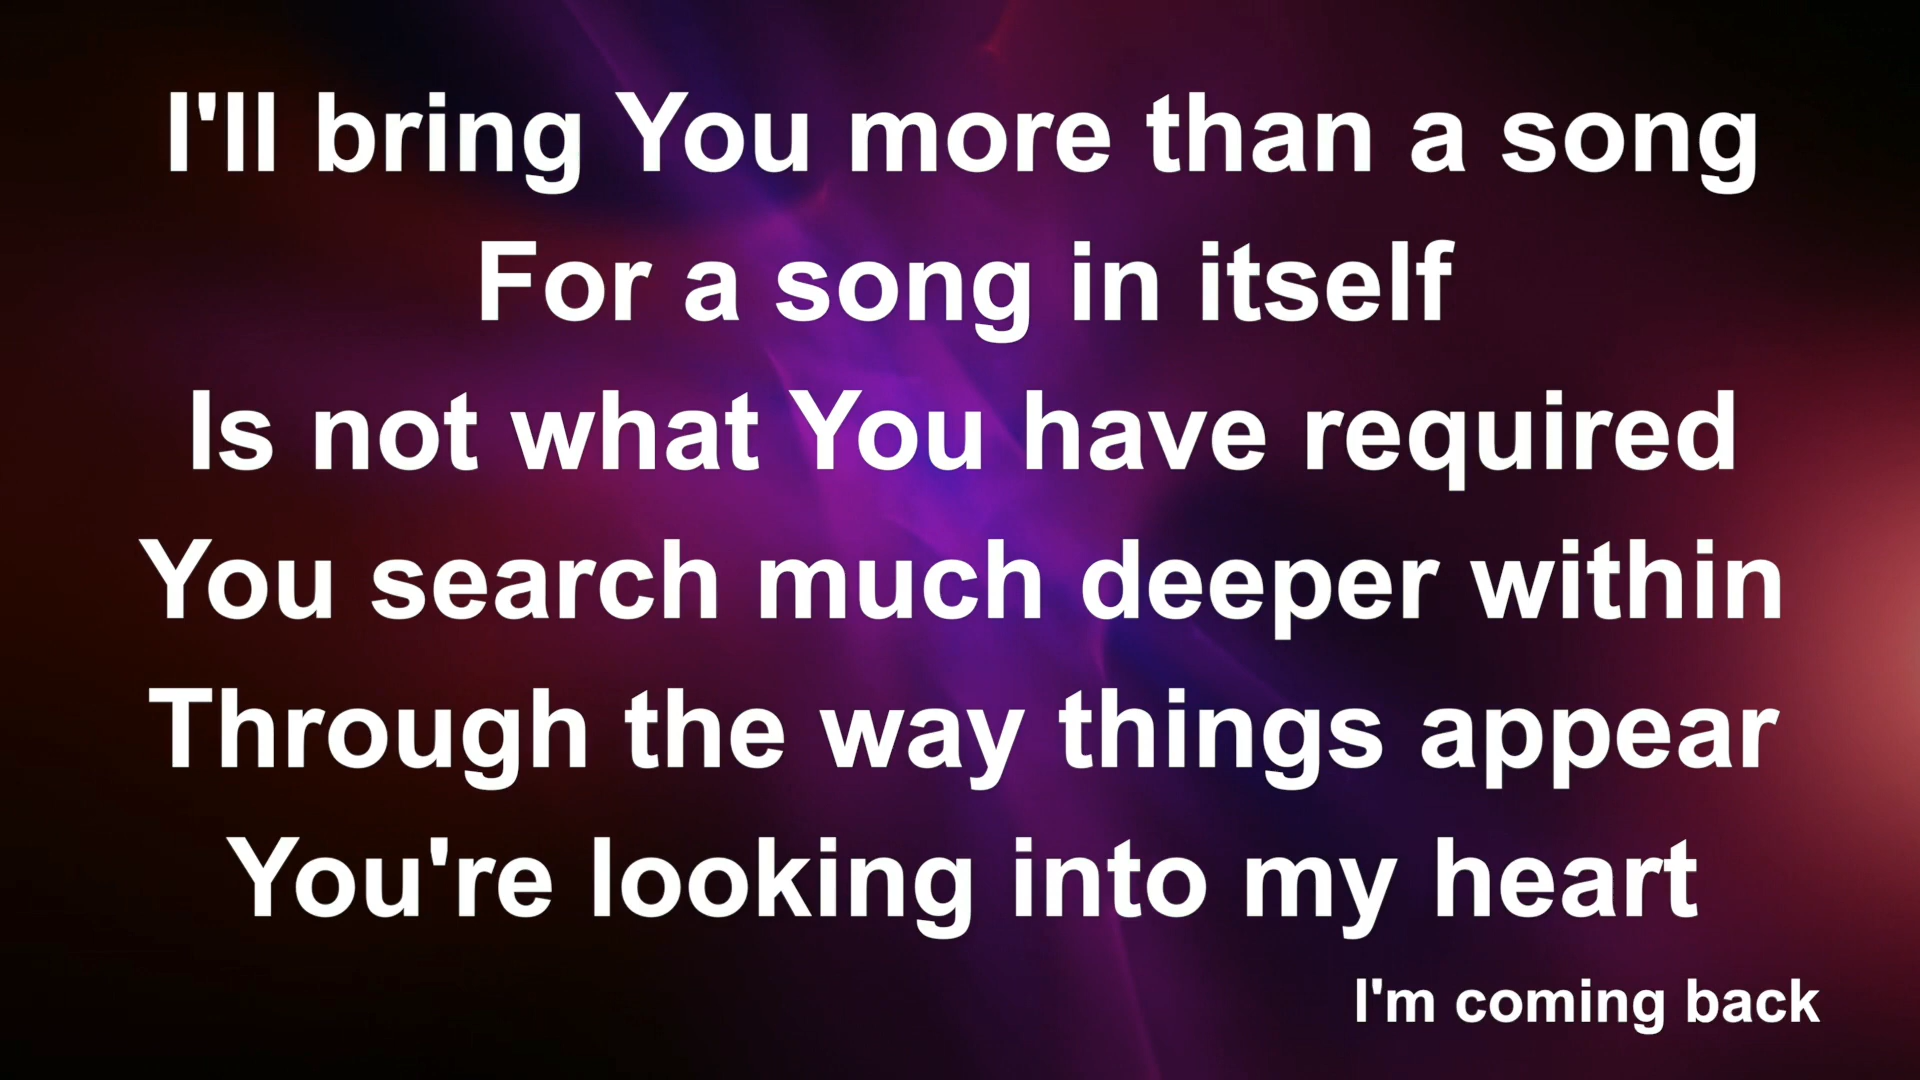 I'll bring You more than a song
For a song in itself
Is not what You have required
You search much deeper within
Through the way things appear
You're looking into my heart
I'm coming back